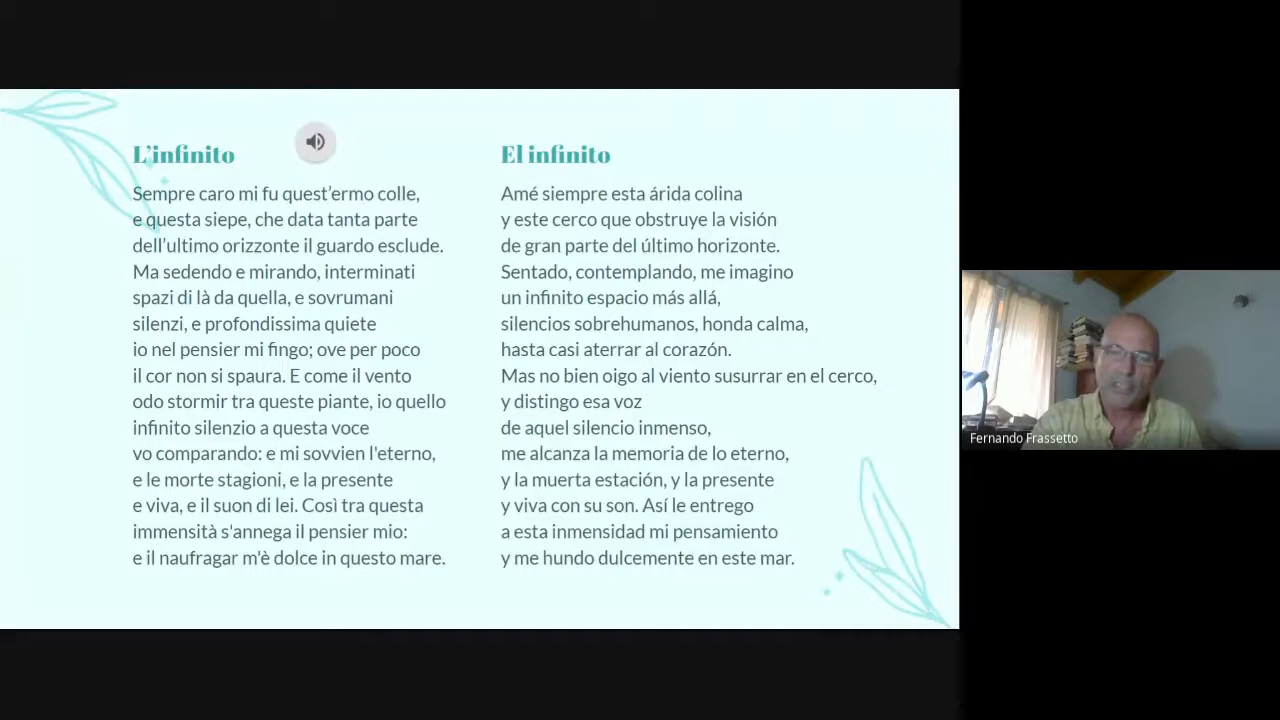 L'infinito
Sempre caro mi fu quest’ermo colle,
e questa siepe, che data tanta parte
dell’ultimo orizzonte il guardo esclude.
Ma sedendo e mirando, interminati
spazi di là da quella, e sovrumani
silenzi, e profondissima quiete
io nel pensier mi fingo; ove per poco
il cor non si spaura. E come il vento
odo stormir tra queste piante, io quello
infinito silenzio a questa voce
vo comparando: e mi sovvien l'eterno,
e le morte stagioni, e la presente
e viva, e il suon di lei. Così tra questa
immensità s'annega il pensier mio:
e il naufragar m'è dolce in questo mare.
El infinito
Amé siempre esta árida colina
y este cerco que obstruye la visión
de gran parte del último horizonte.
Sentado, contemplando, me imagino
un infinito espacio más allá,
silencios sobrehumanos, honda calma,
hasta casi aterrar al corazón.
Mas no bien oigo al viento susurrar en el cerco,
y distingo esa voz
de aquel silencio inmenso,
me alcanza la memoria de lo eterno,
y la muerta estación, y la presente
y viva con su son. Así le entrego
a esta inmensidad mi pensamiento
y me hundo dulcemente en este mar.
Fernando Frassetto